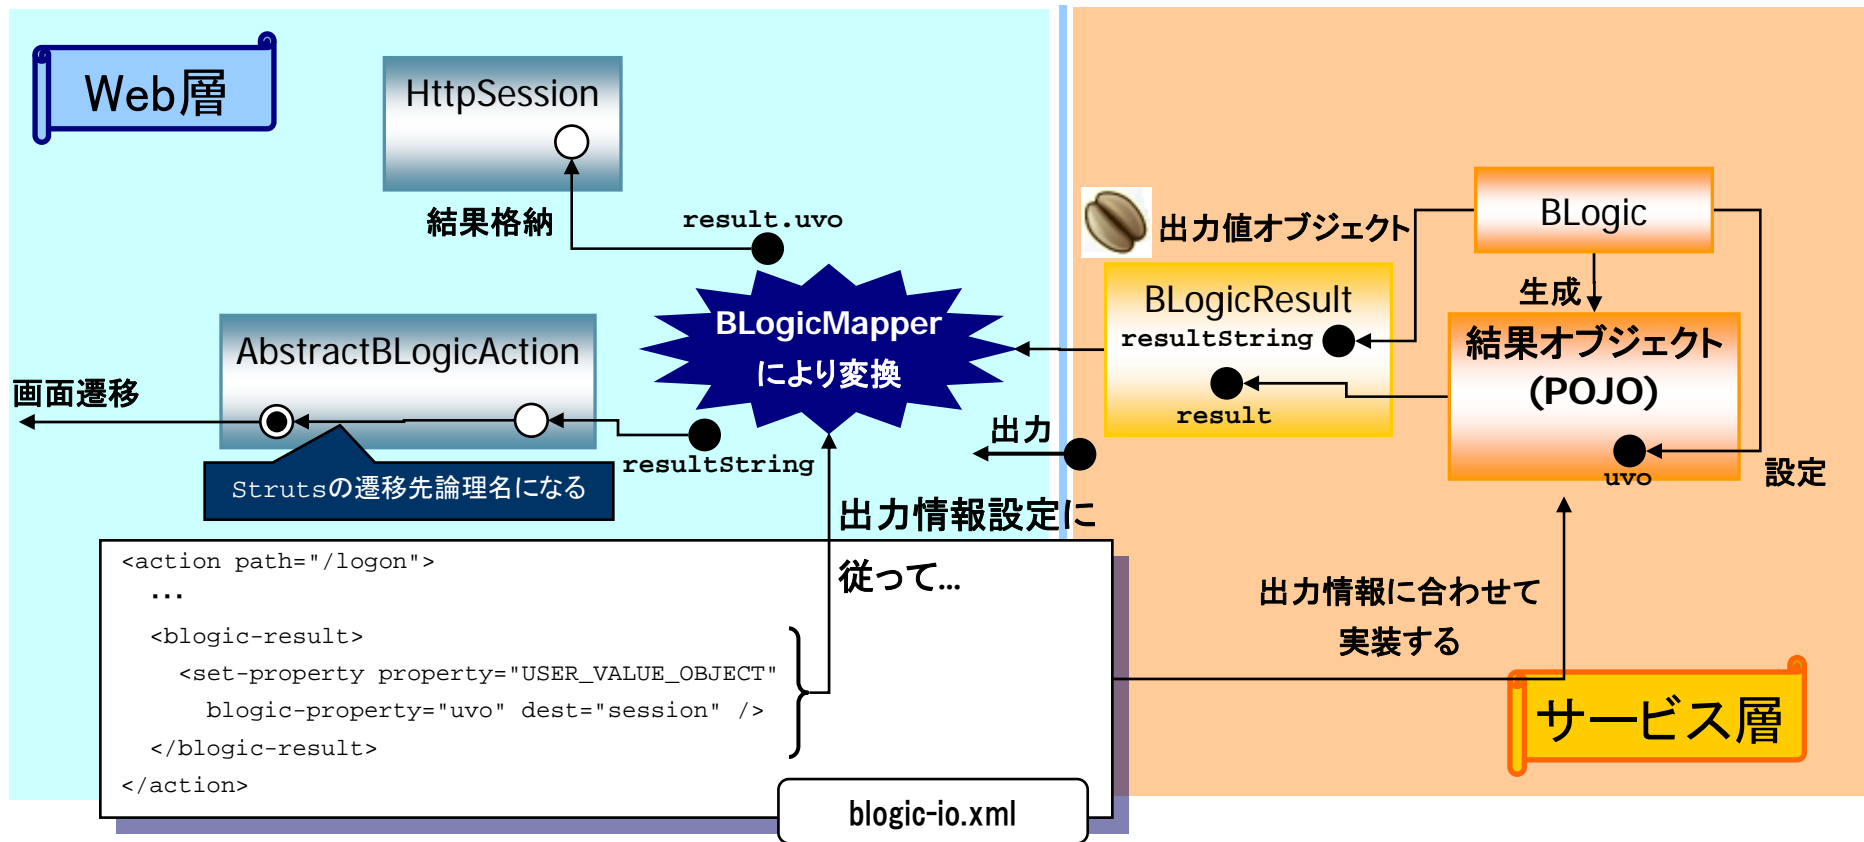 Web層
HttpSession
結果格納
result.uvo
BLogicMapper
により変換
AbstractBLogicAction
画面遷移
resultString
Strutsの遷移先論理名になる
出力値オブジェクト
BLogicResult
resultString
result
BLogic
生成
結果オブジェクト
(POJO)
uvo
設定
出力
出力情報設定に
従って...
<action path="/logon">
・・・
<blogic-result>
<set-property property="USER_VALUE_OBJECT"
blogic-property="uvo" dest="session" />
</blogic-result>
</action>
blogic-io.xml
出力情報に合わせて
実装する
サービス層